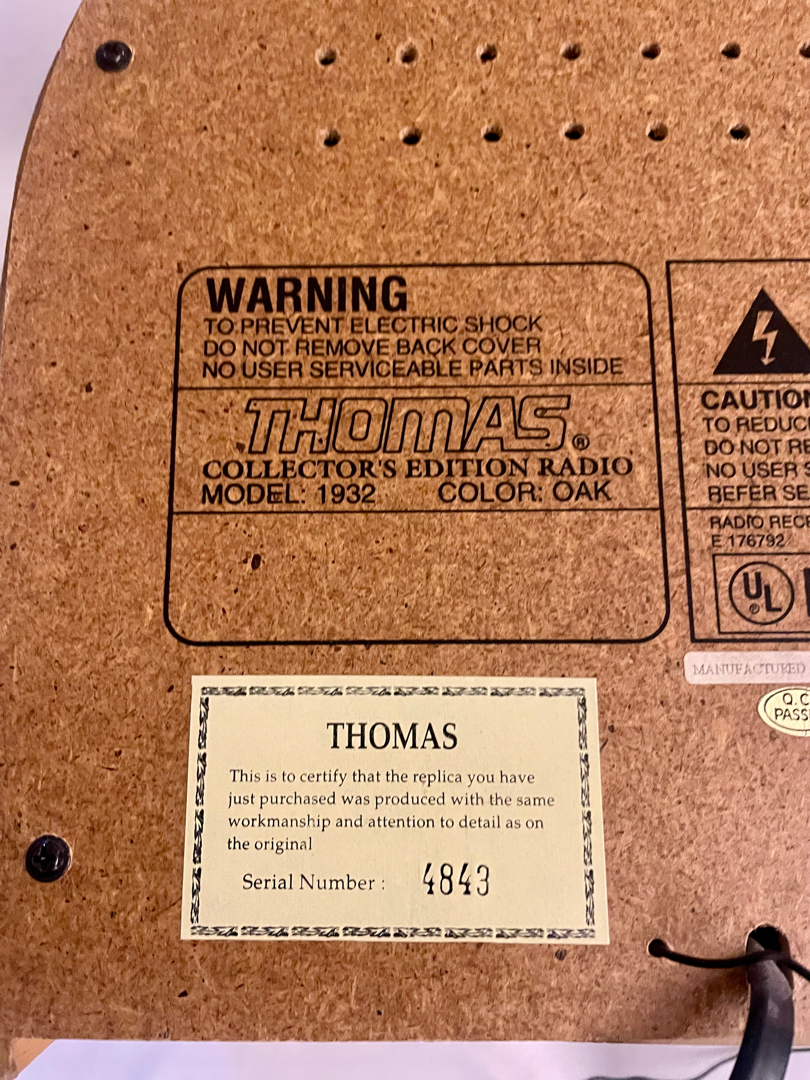 WARNING
TO PREVENT ELECTRIC SHOCK
DO NOT REMOVE BACK COVER
NO USER SERVICEABLE PARTS INSIDE
THOMAS®
COLLECTOR'S EDITION RADIO
MODEL: 1932 COLOR: OAK
CAUTION
TO REDUC
DO NOT RE
NO USER S
REFER SE
RADIO RECE
E 176792
UL®
MANUFACTURED
Q.C
PASS
THOMAS
This is to certify that the replica you have
just purchased was produced with the same
workmanship and attention to detail as on
the original
Serial Number : 4843